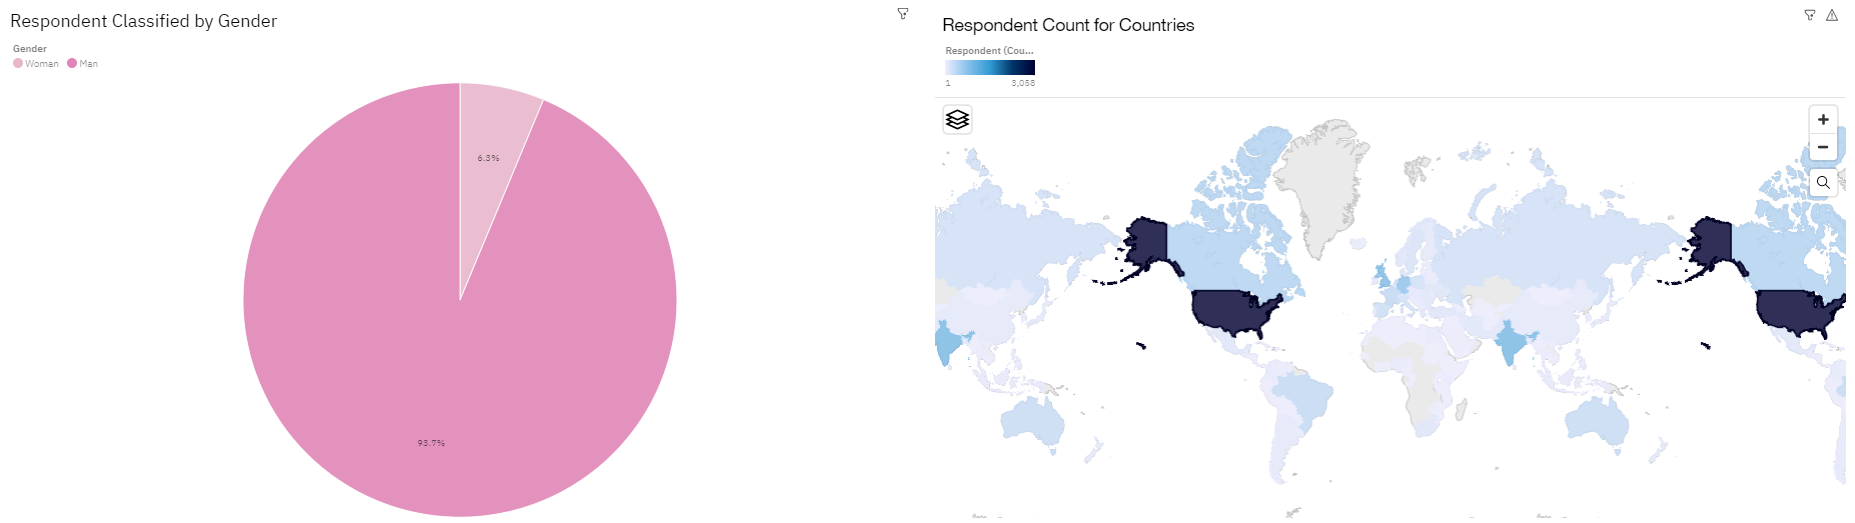 Respondent Classified by Gender
Gender
Woman Man
6.3%
93.7%
Respondent Count for Countries
Respondent (Cou...
1 3,058